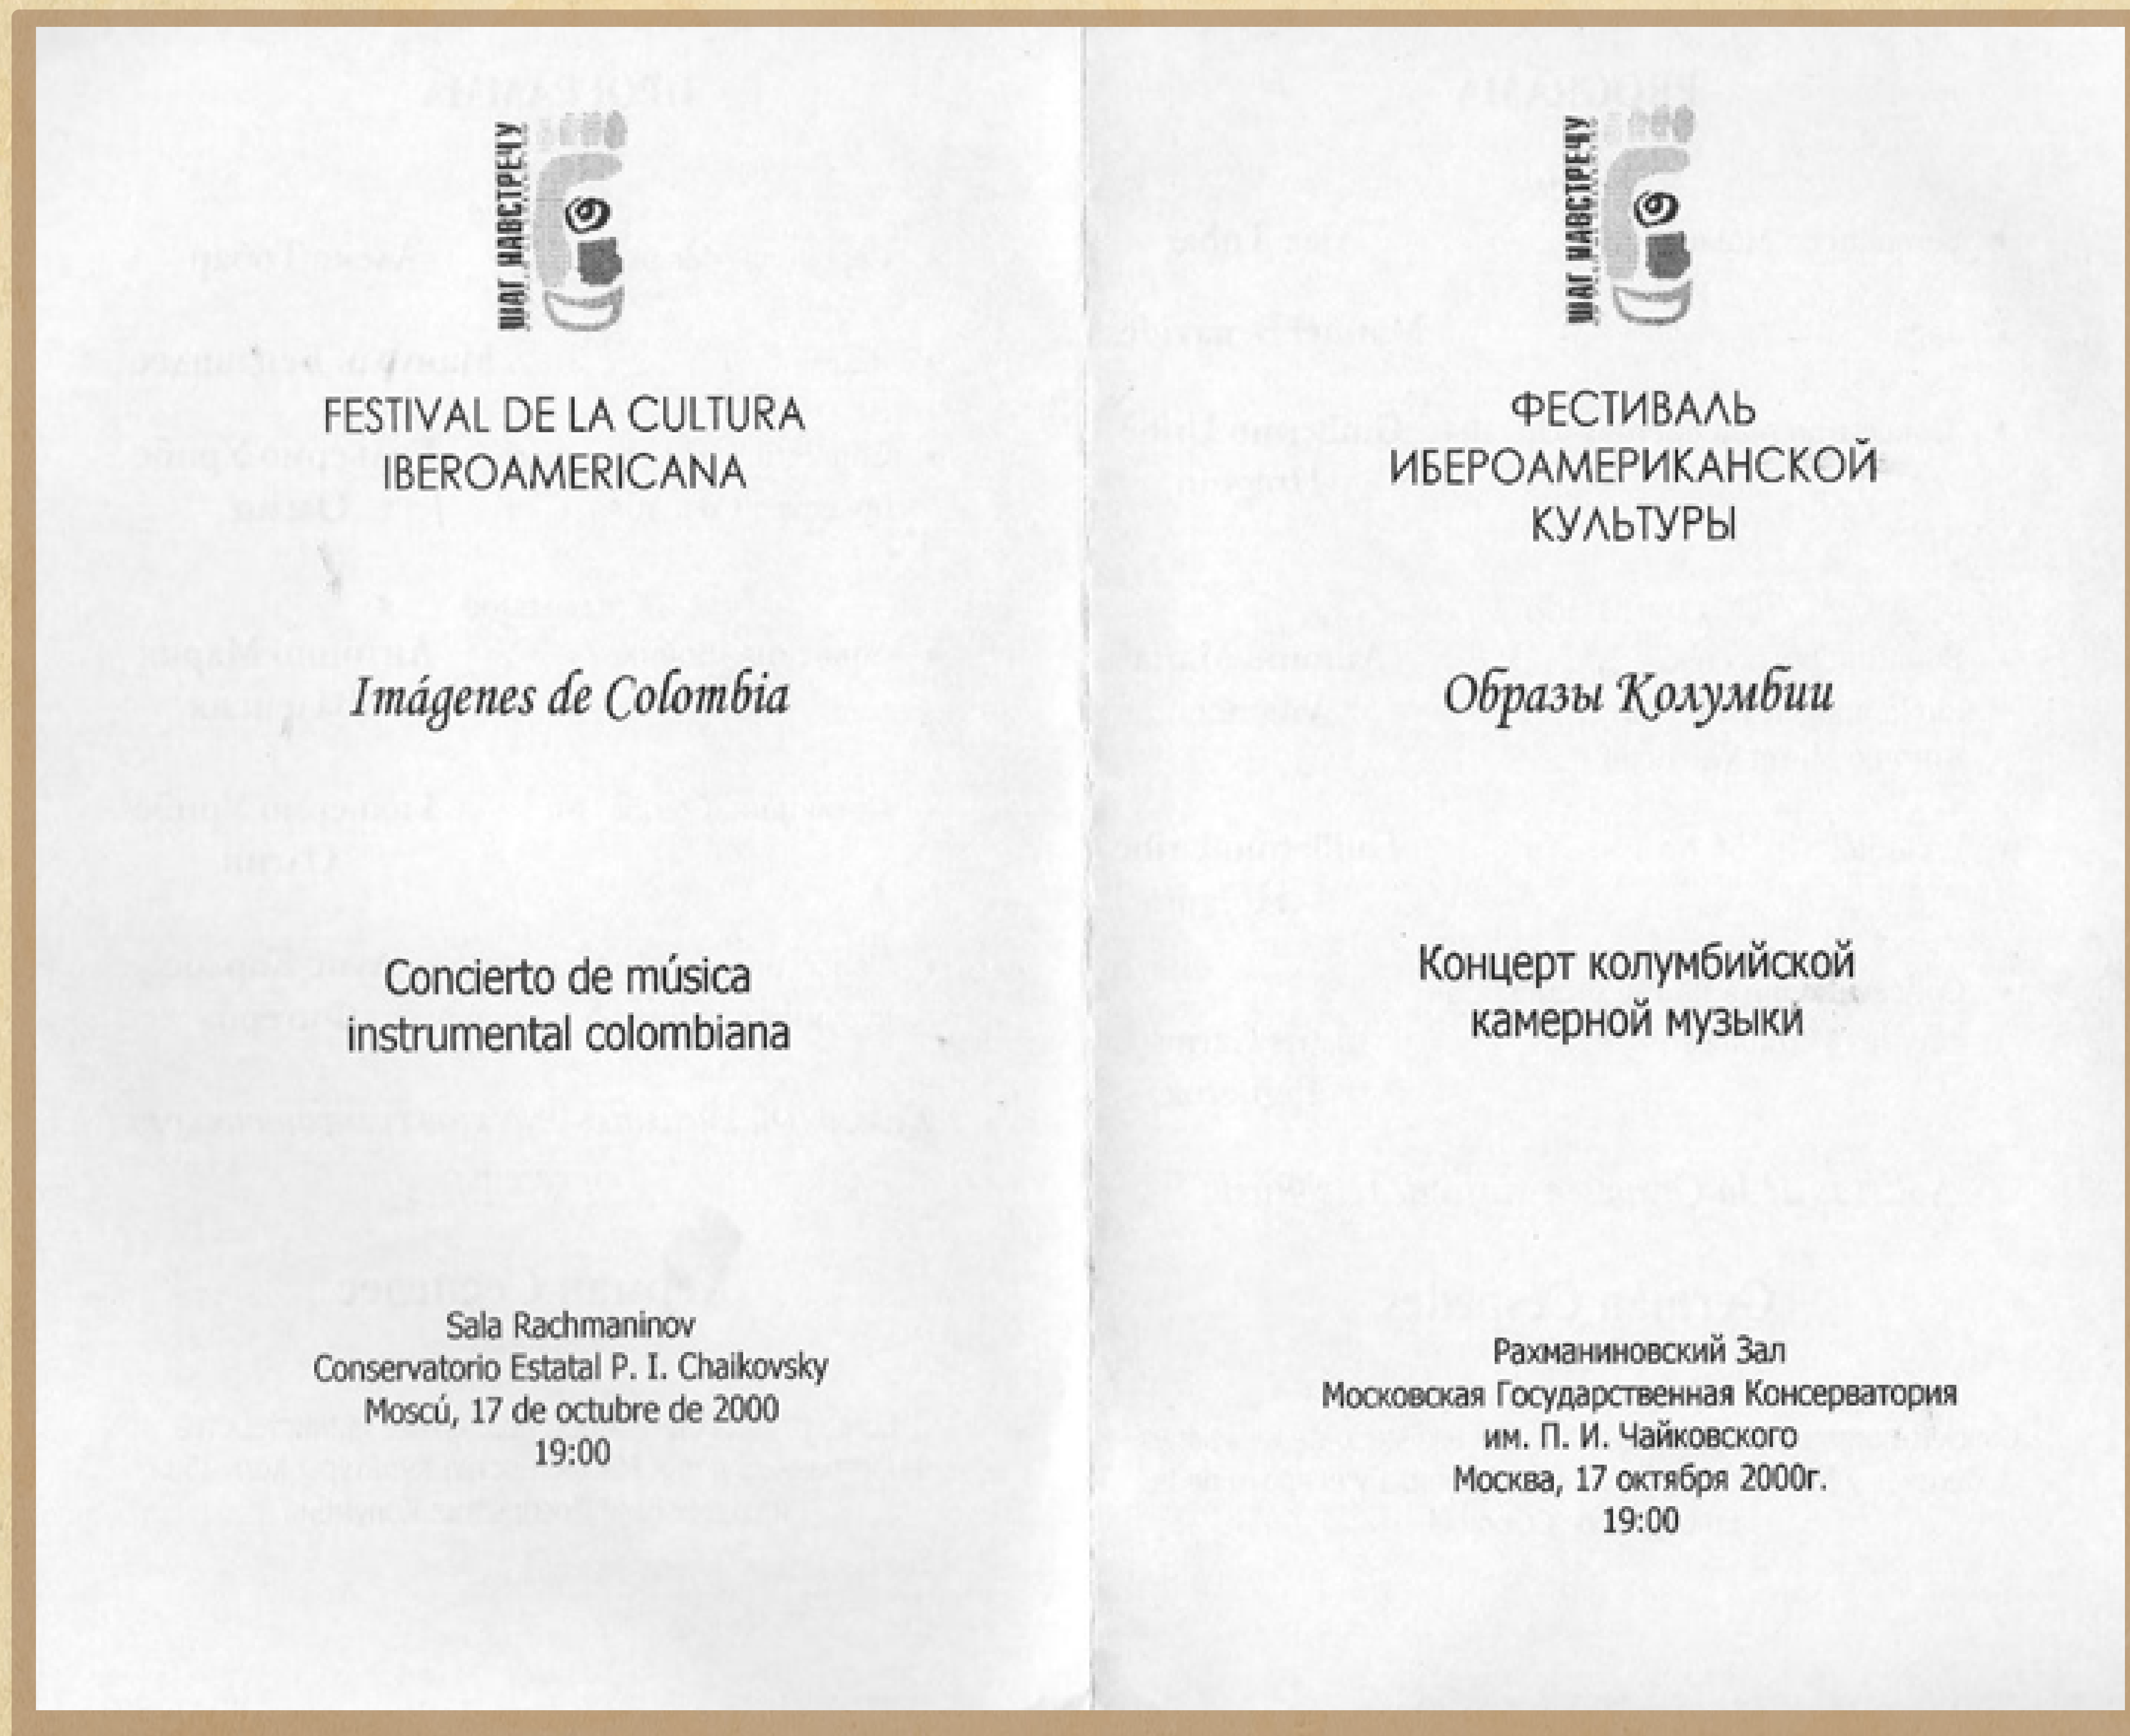 ШАГ НАВСТРЕЧУ
FESTIVAL DE LA CULTURA
IBEROAMERICANA
Imágenes de Colombia
Concierto de música
instrumental colombiana
Sala Rachmaninov
Conservatorio Estatal P. I. Chaikovsky
Moscú, 17 de octubre de 2000
19:00
ШАГ НАВСТРЕЧУ
ФЕСТИВАЛЬ
ИБЕРОАМЕРИКАНСКОЙ
КУЛЬТУРЫ
Образы Колумбии
Концерт колумбийской
камерной музыки
Рахманиновский Зал
Московская Государственная Консерватория
им. П. И. Чайковского
Москва, 17 октября 2000г.
19:00